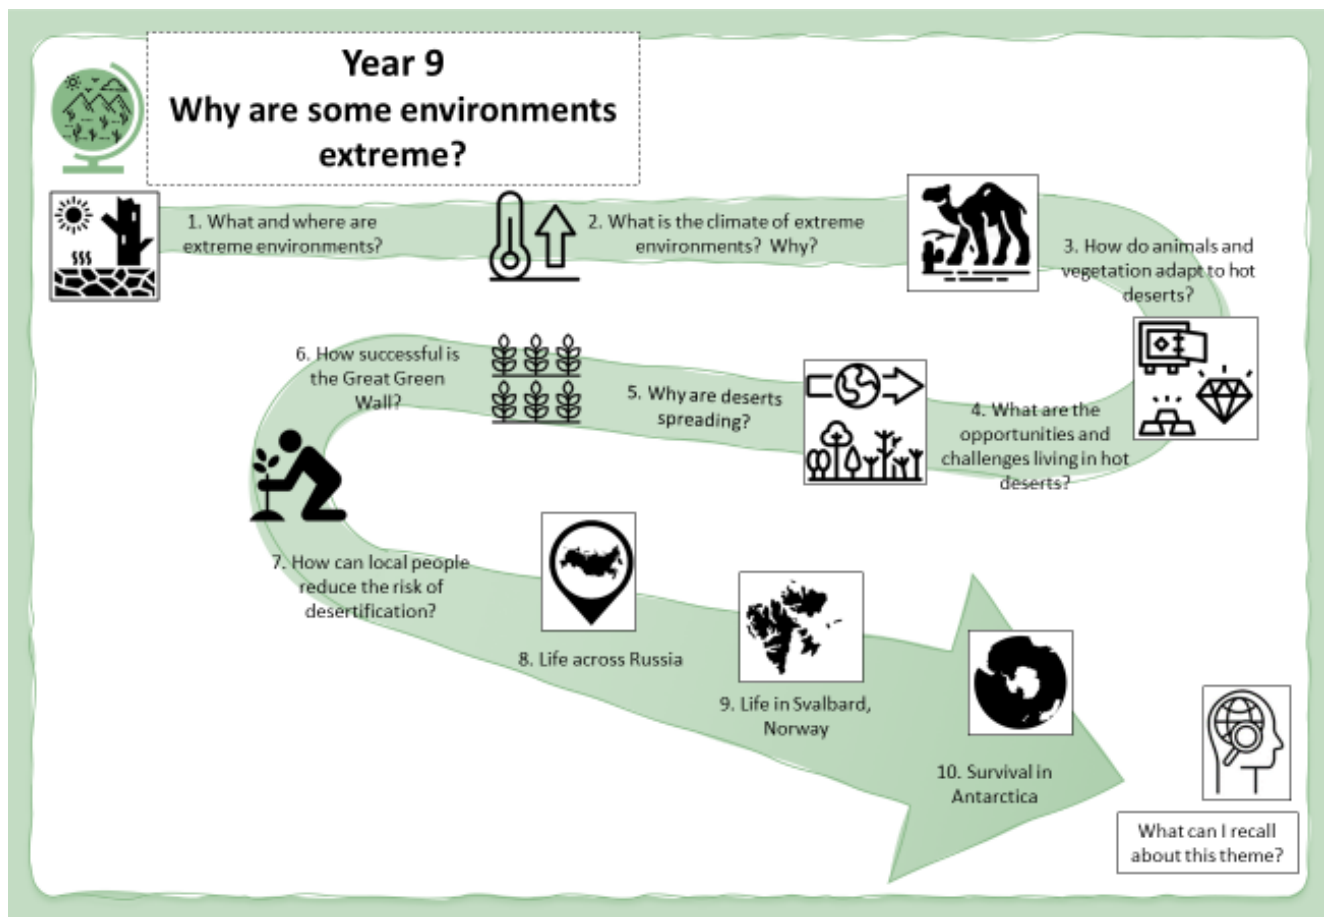 Year 9
Why are some environments
extreme?
1. What and where are
extreme environments?
2. What is the climate of extreme
environments?  Why?
3. How do animals and
vegetation adapt to hot
deserts?
4. What are the
opportunities and
challenges living in hot
deserts?
5. Why are deserts
spreading?
6. How successful is
the Great Green
Wall?
7. How can local people
reduce the risk of
desertification?
8. Life across Russia
9. Life in Svalbard,
Norway
10. Survival in
Antarctica
What can I recall
about this theme?